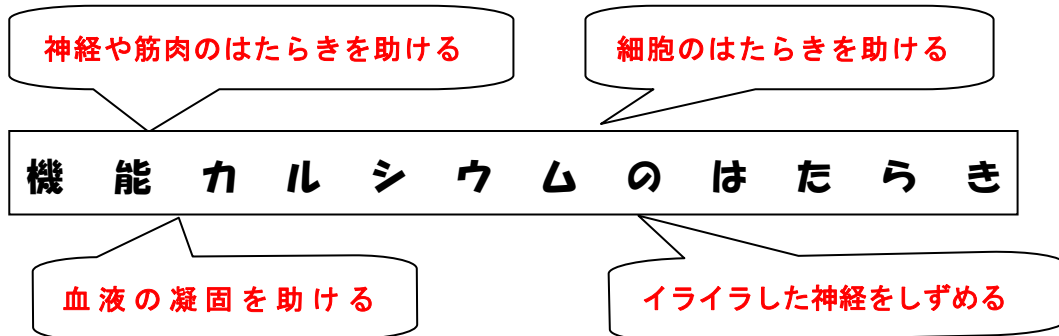 神経や筋肉のはたらきを助ける
細胞のはたらきを助ける
機能カルシウムのはたらき
血液の凝固を助ける
イライラした神経をしずめる